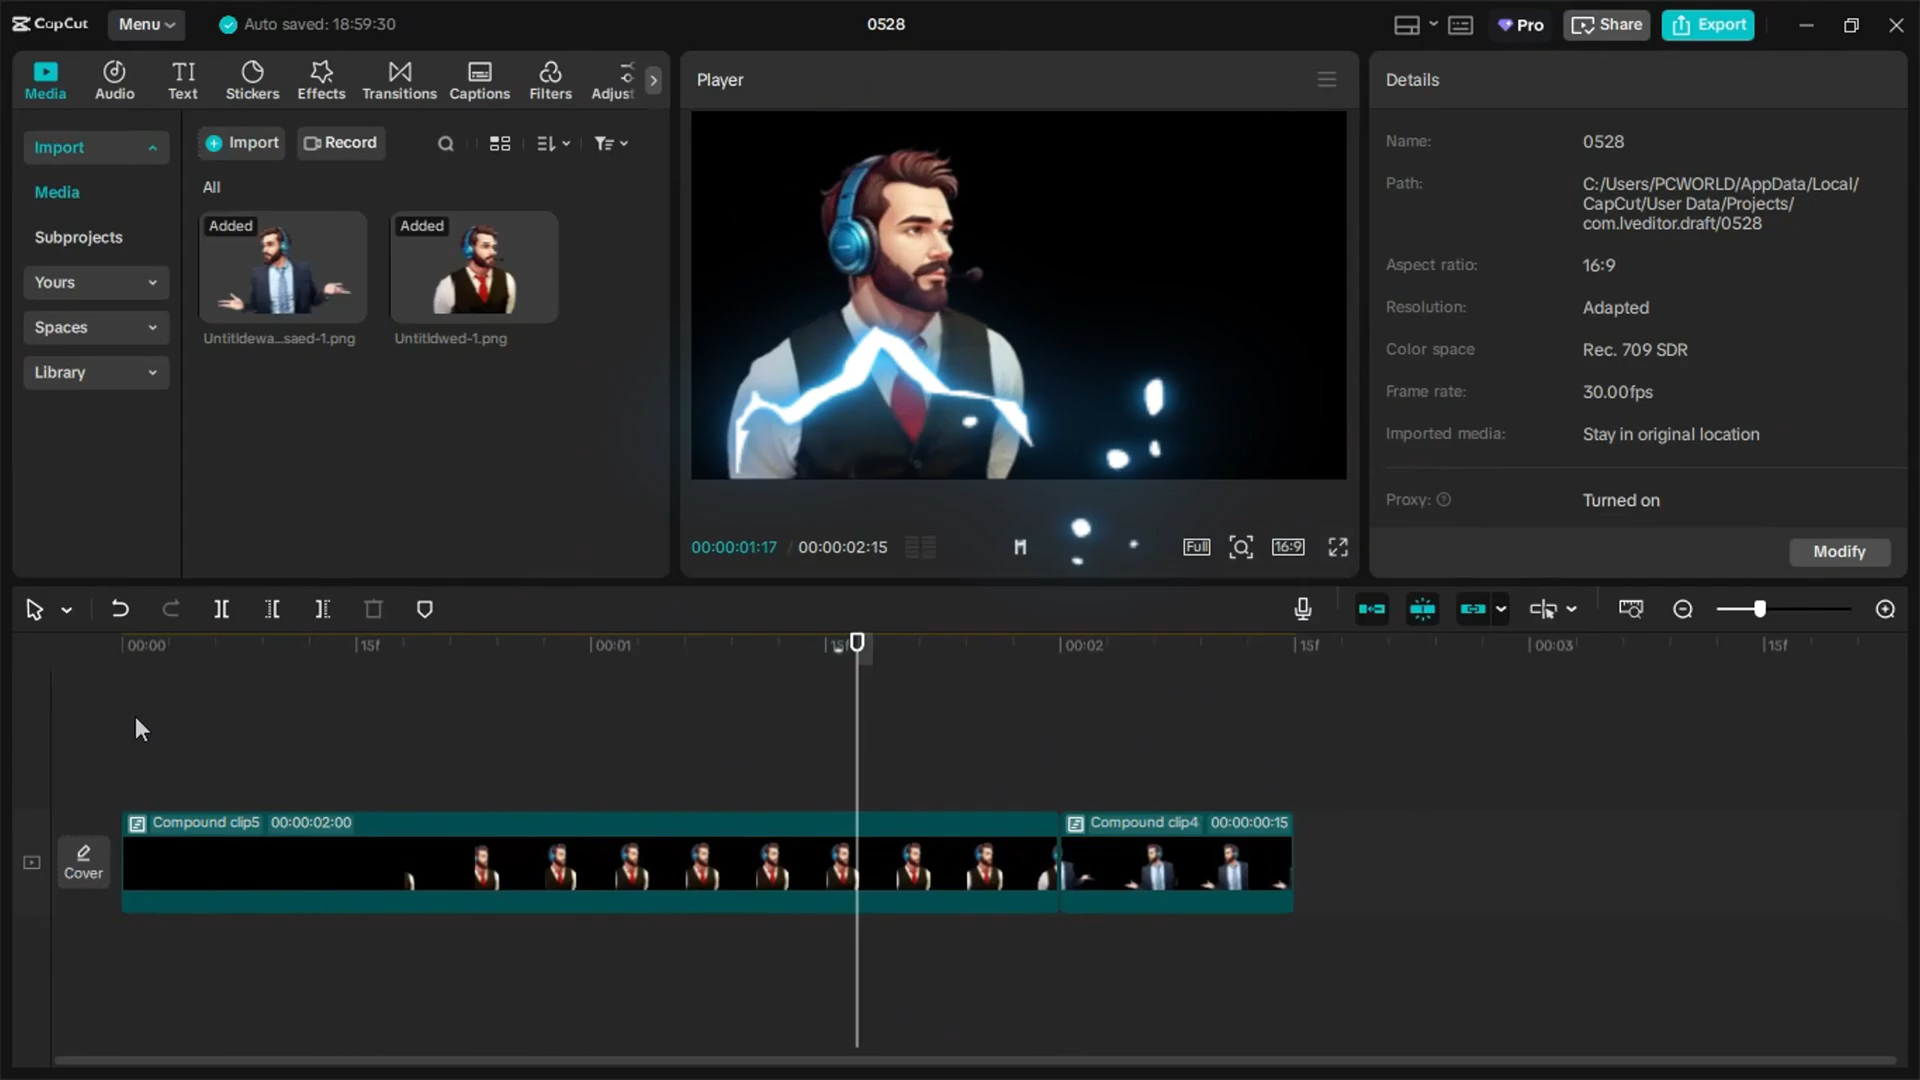 CapCut Menu Auto saved: 18:59:30 0528 Pro Share Export
Media Audio Text Stickers Effects Transitions Captions Filters Adjust
Import
Media
Subprojects
Yours
Spaces
Library
Import Record
All
Added Added
Untitldewa...saed-1.png Untitldwed-1.png
Player
00:00:01:17 / 00:00:02:15 Full 16:9
Details
Name: 0528
Path: C:/Users/PCWORLD/AppData/Local/
CapCut/User Data/Projects/
com.lveditor.draft/0528
Aspect ratio: 16:9
Resolution: Adapted
Color space Rec. 709 SDR
Frame rate: 30.00fps
Imported media: Stay in original location
Proxy: Turned on
Modify
00:00 15f 00:01 00:02 15f 00:03 15f
Compound clip5 00:00:02:00 Compound clip4 00:00:00:15
Cover